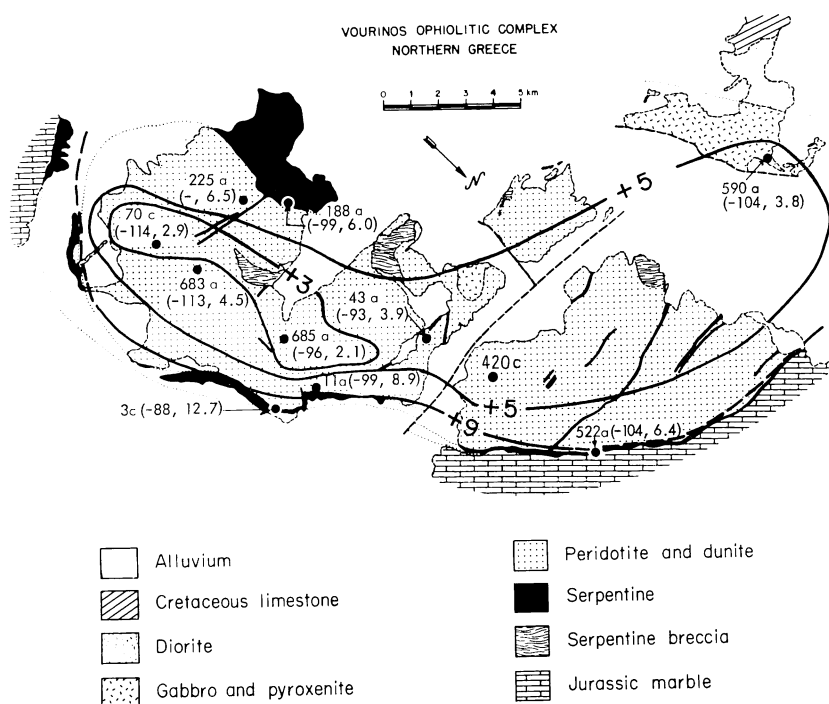 VOURINOS OPHIOLITIC COMPLEX
NORTHERN GREECE
0 1 2 3 4 5 km
N
225 a
(-, 6.5)
70 c
(-114, 2.9)
188 a
(-99, 6.0)
+5
590 a
(-104, 3.8)
683 a
(-113, 4.5)
+3
43 a
(-93, 3.9)
685 a
(-96, 2.1)
420 c
11a (-99, 8.9)
3c (-88, 12.7)
+5
+9
522a (-104, 6.4)
Alluvium
Cretaceous limestone
Diorite
Gabbro and pyroxenite
Peridotite and dunite
Serpentine
Serpentine breccia
Jurassic marble